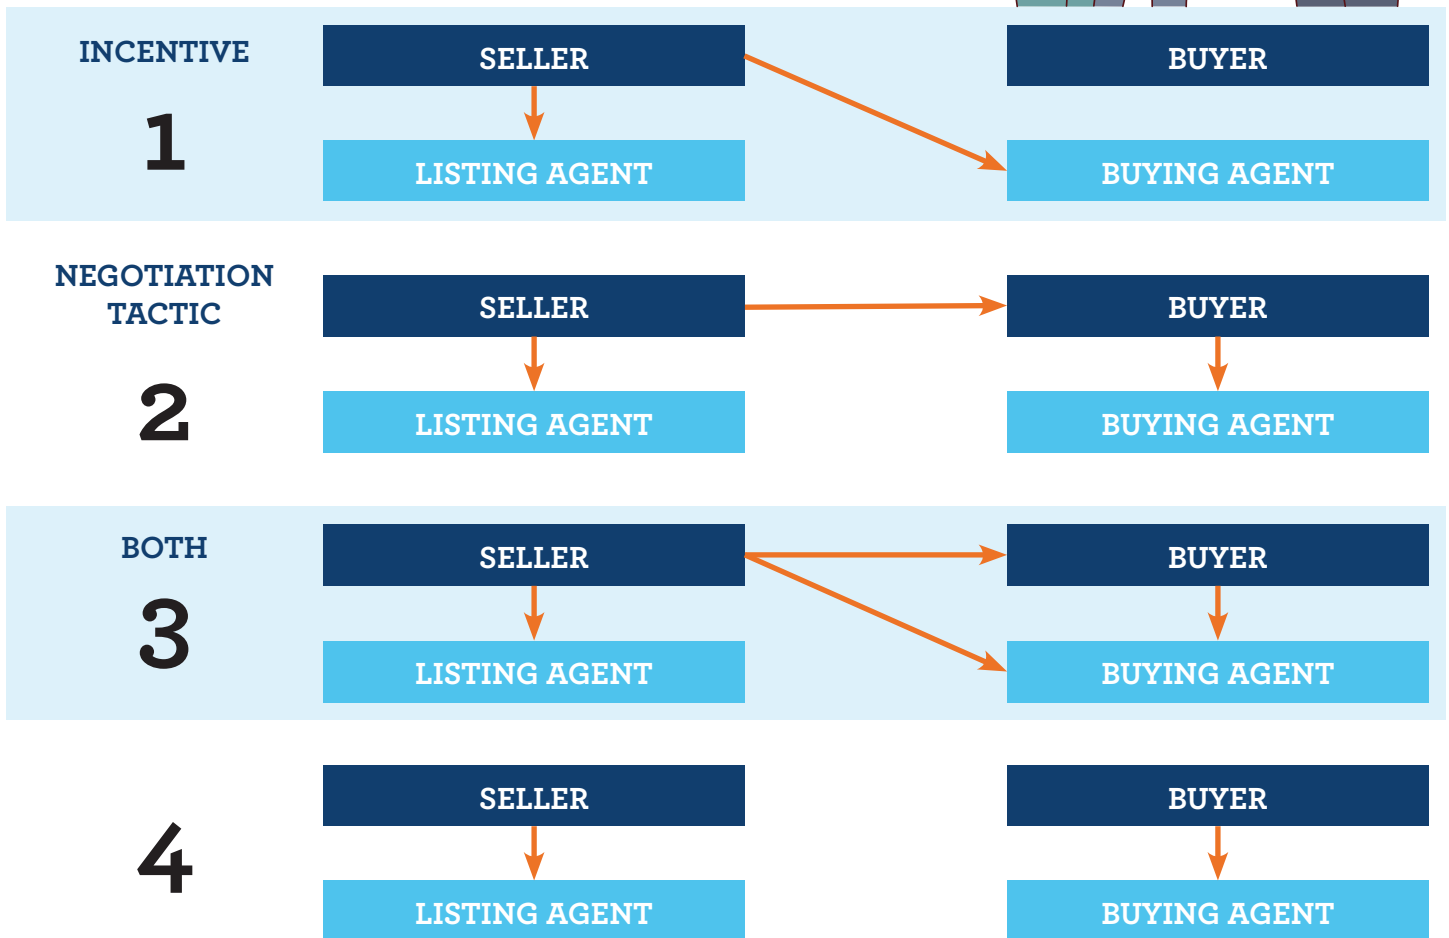 INCENTIVE
1
SELLER
BUYER
LISTING AGENT
BUYING AGENT
NEGOTIATION
TACTIC
2
SELLER
BUYER
LISTING AGENT
BUYING AGENT
BOTH
3
SELLER
BUYER
LISTING AGENT
BUYING AGENT
4
SELLER
BUYER
LISTING AGENT
BUYING AGENT